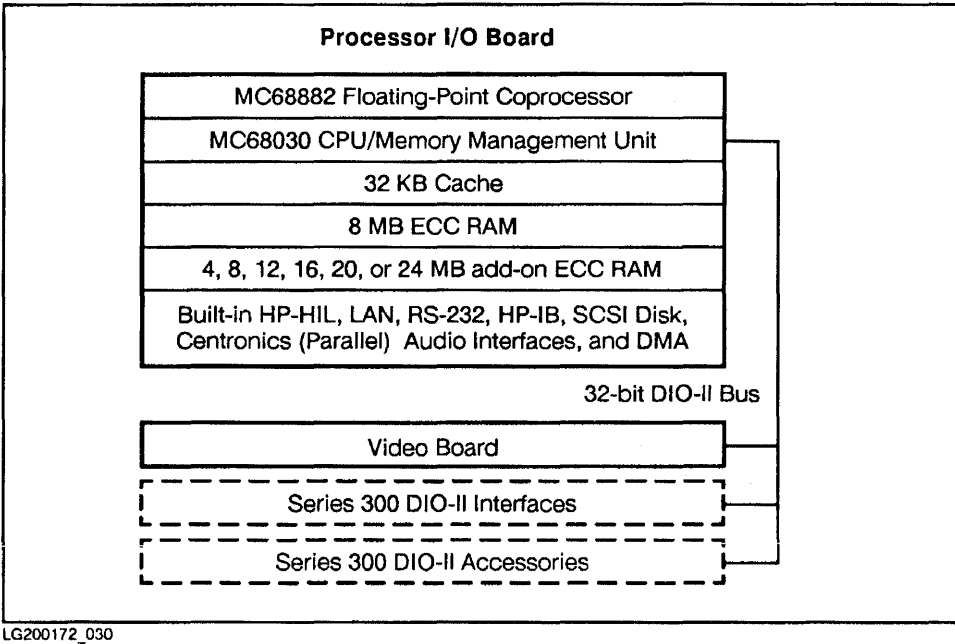 Processor I/O Board
MC68882 Floating-Point Coprocessor
MC68030 CPU/Memory Management Unit
32 KB Cache
8 MB ECC RAM
4, 8, 12, 16, 20, or 24 MB add-on ECC RAM
Built-in HP-HIL, LAN, RS-232, HP-IB, SCSI Disk,
Centronics (Parallel) Audio Interfaces, and DMA
32-bit DIO-II Bus
Video Board
Series 300 DIO-II Interfaces
Series 300 DIO-II Accessories
LG200172_030